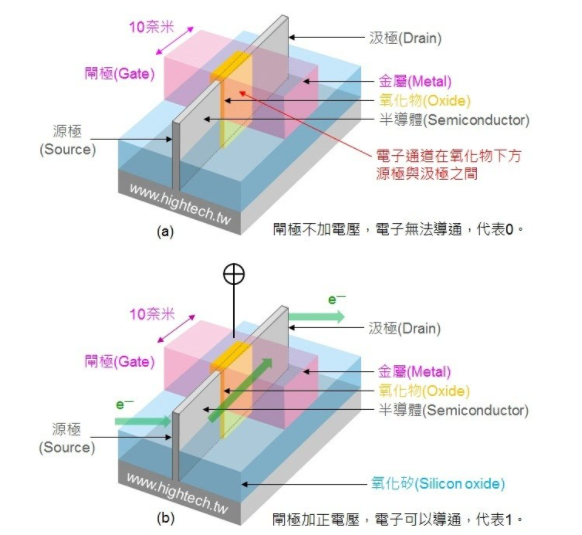 10奈米
汲極(Drain)
閘極(Gate)
金屬(Metal)
氧化物(Oxide)
半導體(Semiconductor)
源極
(Source)
電子通道在氧化物下方
源極與汲極之間
www.hightech.tw
(a)
閘極不加電壓，電子無法導通，代表0。
e—
10奈米
汲極(Drain)
閘極(Gate)
金屬(Metal)
氧化物(Oxide)
半導體(Semiconductor)
e—
源極
(Source)
氧化矽(Silicon oxide)
www.hightech.tw
(b)
閘極加正電壓，電子可以導通，代表1。